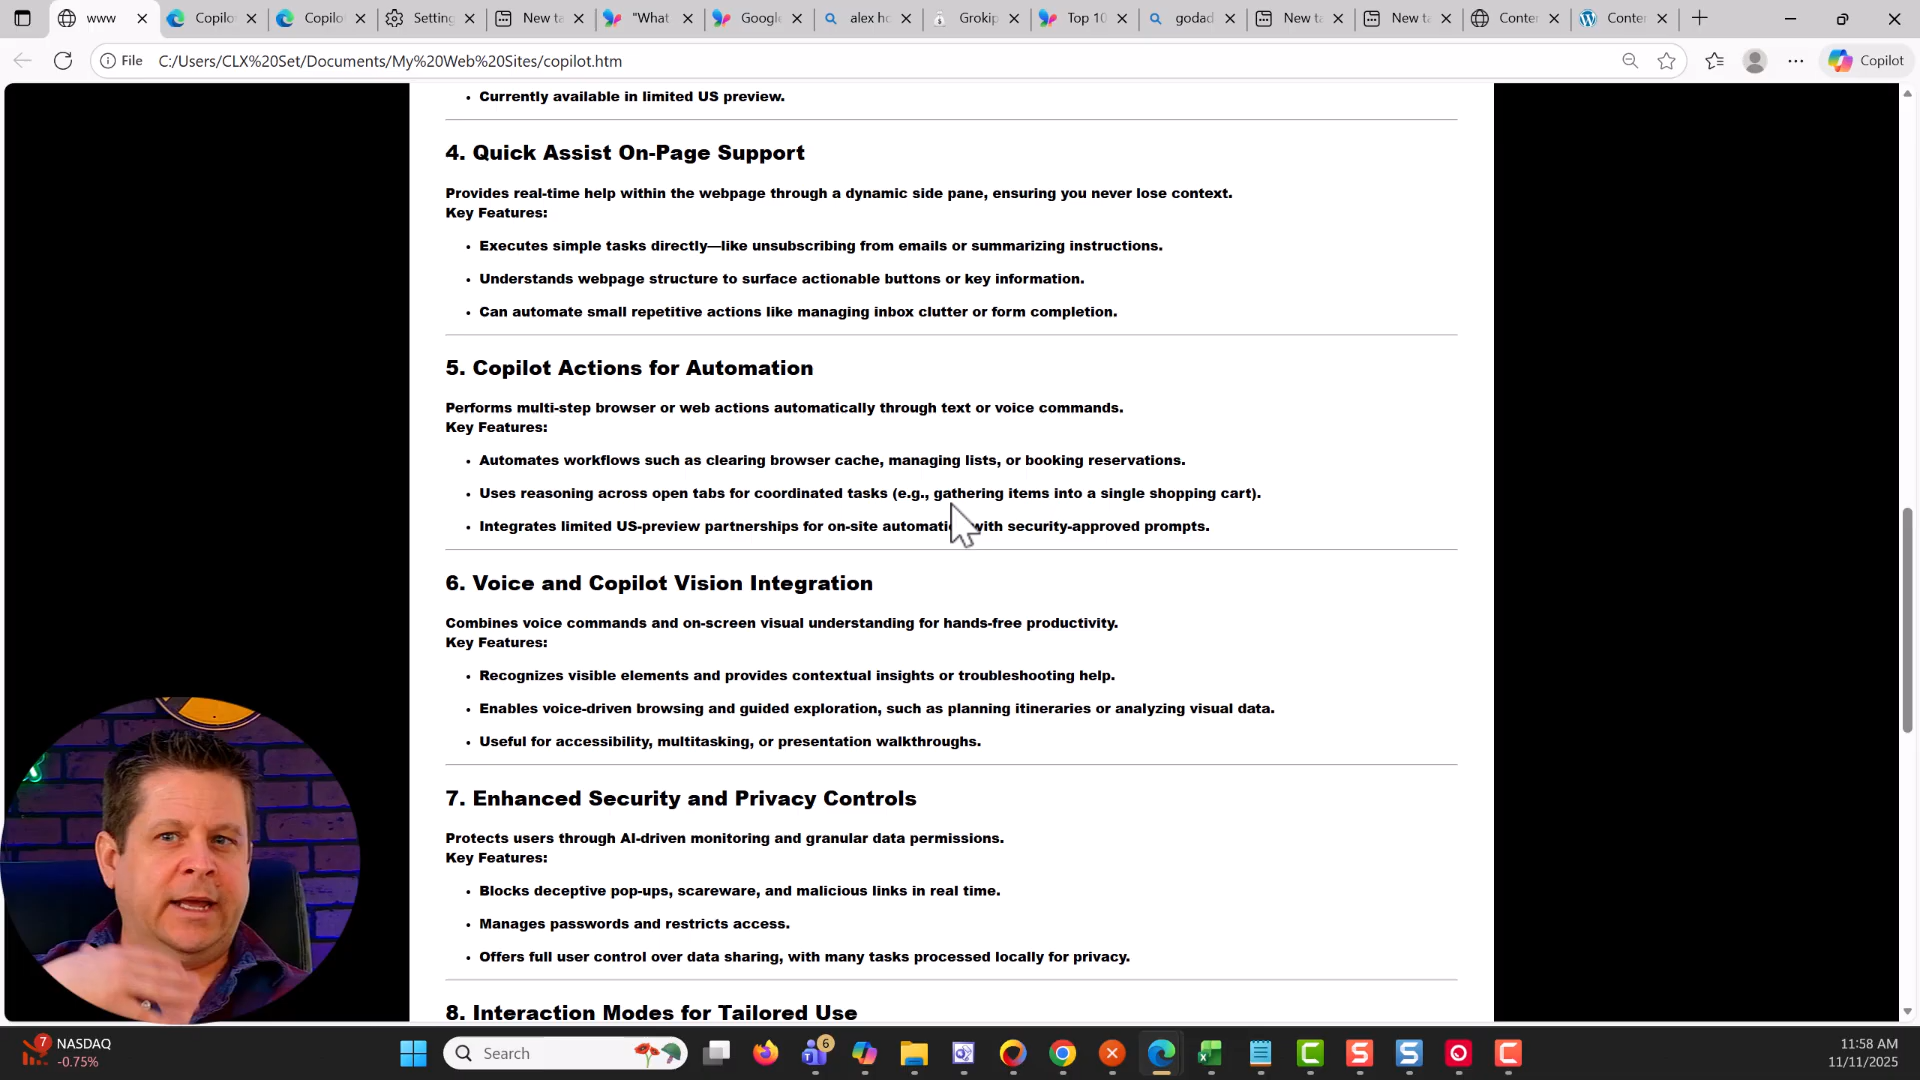 www
Copilo
Copilot
Setting
New ta
"What
Google
alex ho
Grokip
Top 10
godad
New ta
New ta
Conter
Conter
File
C:/Users/CLX%20Set/Documents/My%20Web%20Sites/copilot.htm
Copilot
• Currently available in limited US preview.
4. Quick Assist On-Page Support
Provides real-time help within the webpage through a dynamic side pane, ensuring you never lose context.
Key Features:
• Executes simple tasks directly—like unsubscribing from emails or summarizing instructions.
• Understands webpage structure to surface actionable buttons or key information.
• Can automate small repetitive actions like managing inbox clutter or form completion.
5. Copilot Actions for Automation
Performs multi-step browser or web actions automatically through text or voice commands.
Key Features:
• Automates workflows such as clearing browser cache, managing lists, or booking reservations.
• Uses reasoning across open tabs for coordinated tasks (e.g., gathering items into a single shopping cart).
• Integrates limited US-preview partnerships for on-site automation with security-approved prompts.
6. Voice and Copilot Vision Integration
Combines voice commands and on-screen visual understanding for hands-free productivity.
Key Features:
• Recognizes visible elements and provides contextual insights or troubleshooting help.
• Enables voice-driven browsing and guided exploration, such as planning itineraries or analyzing visual data.
• Useful for accessibility, multitasking, or presentation walkthroughs.
7. Enhanced Security and Privacy Controls
Protects users through AI-driven monitoring and granular data permissions.
Key Features:
• Blocks deceptive pop-ups, scareware, and malicious links in real time.
• Manages passwords and restricts access.
• Offers full user control over data sharing, with many tasks processed locally for privacy.
8. Interaction Modes for Tailored Use
7
NASDAQ
-0.75%
Search
6
11:58 AM
11/11/2025